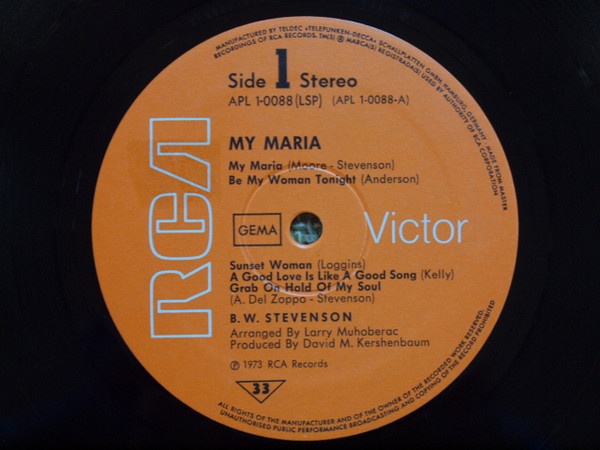 MANUFACTURED BY TELDEC »TELEFUNKEN-DECCA« SCHALLPLATTEN GMBH, HAMBURG, GERMANY · MADE FROM MASTER
RECORDINGS OF RCA RECORDS. TM(S) ® MARCA(S) REGISTRADA(S) USED BY AUTHORITY OF RCA CORPORATION
Side 1 Stereo
APL 1-0088 (LSP) (APL 1-0088-A)
MY MARIA
My Maria (Moore - Stevenson)
Be My Woman Tonight (Anderson)
RCA
GEMA
Victor
Sunset Woman (Loggins)
A Good Love Is Like A Good Song (Kelly)
Grab On Hold Of My Soul
(A. Del Zoppo - Stevenson)
B. W. STEVENSON
Arranged By Larry Muhoberac
Produced By David M. Kershenbaum
℗ 1973 RCA Records
33
ALL RIGHTS OF THE MANUFACTURER AND OF THE OWNER OF THE RECORDED WORK RESERVED.
UNAUTHORISED PUBLIC PERFORMANCE BROADCASTING AND COPYING OF THE RECORD PROHIBITED